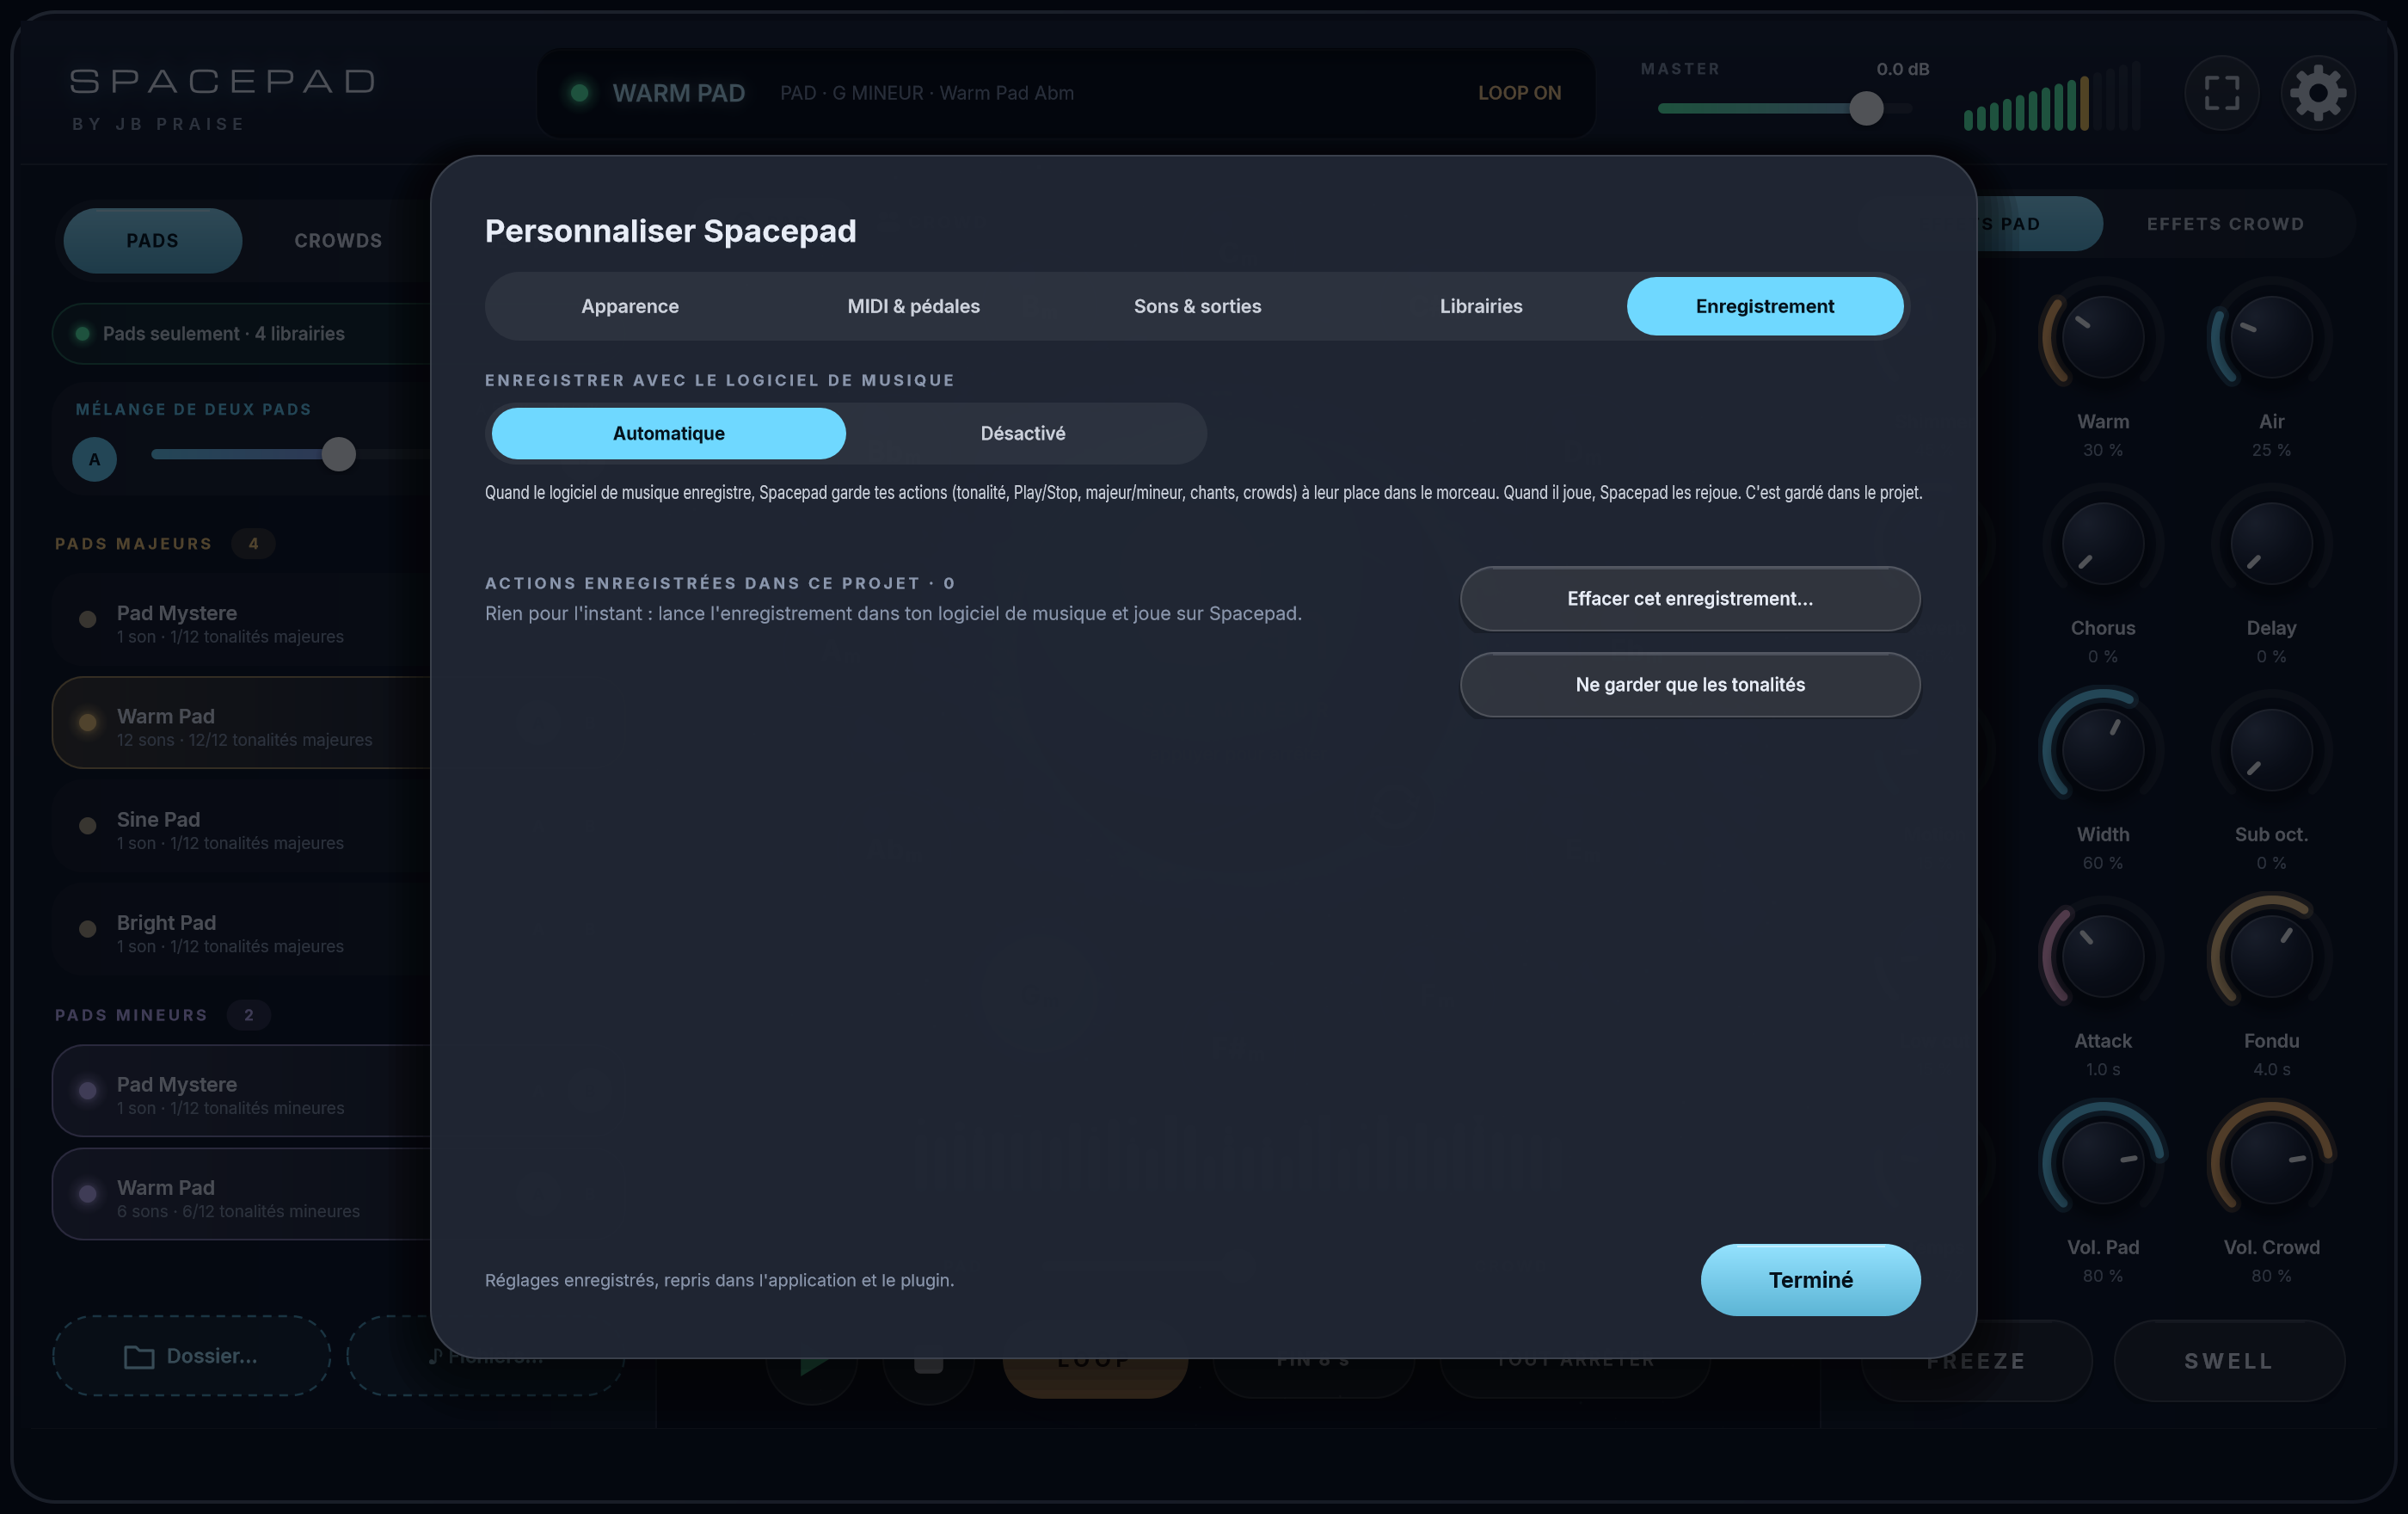 SPACEPAD
BY JB PRAISE
WARM PAD
PAD · G MINEUR · Warm Pad Abm
LOOP ON
MASTER
0.0 dB
PADS
CROWDS
Pads seulement · 4 librairies
MÉLANGE DE DEUX PADS
A
PADS MAJEURS
4
Pad Mystere
1 son · 1/12 tonalités majeures
Warm Pad
12 sons · 12/12 tonalités majeures
Sine Pad
1 son · 1/12 tonalités majeures
Bright Pad
1 son · 1/12 tonalités majeures
PADS MINEURS
2
Pad Mystere
1 son · 1/12 tonalités mineures
Warm Pad
6 sons · 6/12 tonalités mineures
Dossier...
Personnaliser Spacepad
Apparence
MIDI & pédales
Sons & sorties
Librairies
Enregistrement
ENREGISTRER AVEC LE LOGICIEL DE MUSIQUE
Automatique
Désactivé
Quand le logiciel de musique enregistre, Spacepad garde tes actions (tonalité, Play/Stop, majeur/mineur, chants, crowds) à leur place dans le morceau. Quand il joue, Spacepad les rejoue. C'est gardé dans le projet.
ACTIONS ENREGISTRÉES DANS CE PROJET · 0
Rien pour l'instant : lance l'enregistrement dans ton logiciel de musique et joue sur Spacepad.
Effacer cet enregistrement...
Ne garder que les tonalités
Réglages enregistrés, repris dans l'application et le plugin.
Terminé
LOOP
FIN 8 s
TOUT ARRÊTER
S PAD
EFFETS CROWD
Warm
30 %
Air
25 %
Chorus
0 %
Delay
0 %
Width
60 %
Sub oct.
0 %
Attack
1.0 s
Fondu
4.0 s
Vol. Pad
80 %
Vol. Crowd
80 %
FREEZE
SWELL